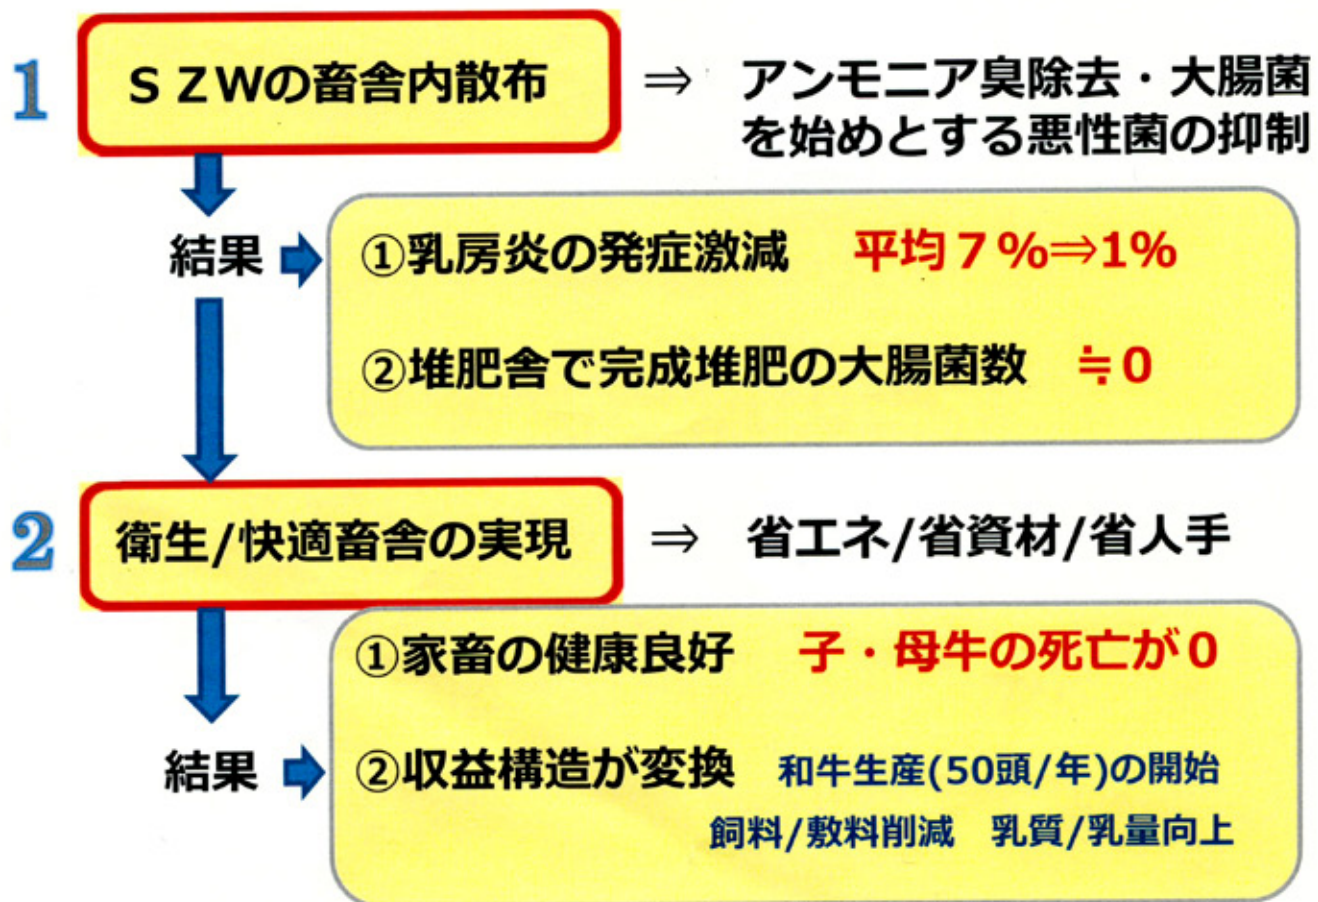 1
ＳＺＷの畜舎内散布 ⇒ アンモニア臭除去・大腸菌
を始めとする悪性菌の抑制
結果
①乳房炎の発症激減 平均７%⇒1%
②堆肥舎で完成堆肥の大腸菌数 ≒0
2
衛生/快適畜舎の実現 ⇒ 省エネ/省資材/省人手
結果
①家畜の健康良好 子・母牛の死亡が０
②収益構造が変換 和牛生産(50頭/年)の開始
飼料/敷料削減 乳質/乳量向上